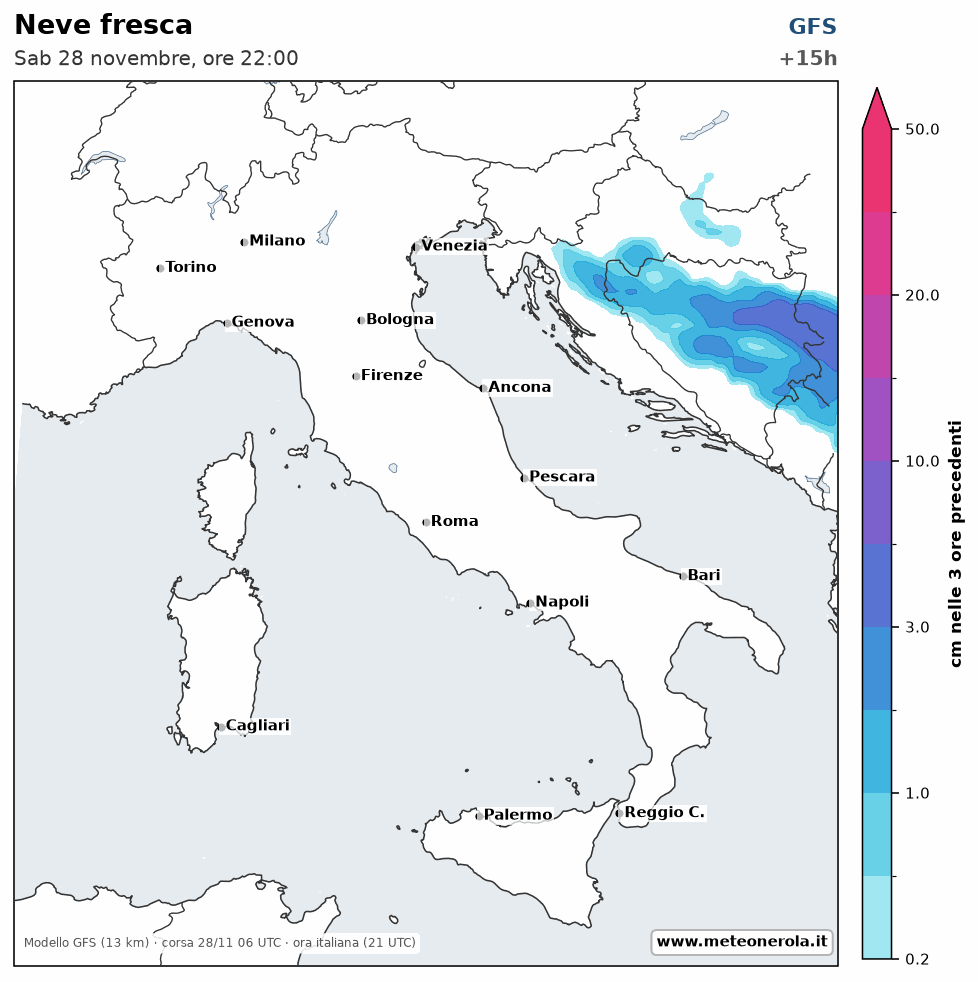 Neve fresca
GFS
Sab 28 novembre, ore 22:00
+15h
50.0
20.0
10.0
3.0
1.0
0.2
cm nelle 3 ore precedenti
Milano
Venezia
Torino
Genova
Bologna
Firenze
Ancona
Pescara
Roma
Bari
Napoli
Cagliari
Palermo
Reggio C.
Modello GFS (13 km) · corsa 28/11 06 UTC · ora italiana (21 UTC)
www.meteonerola.it